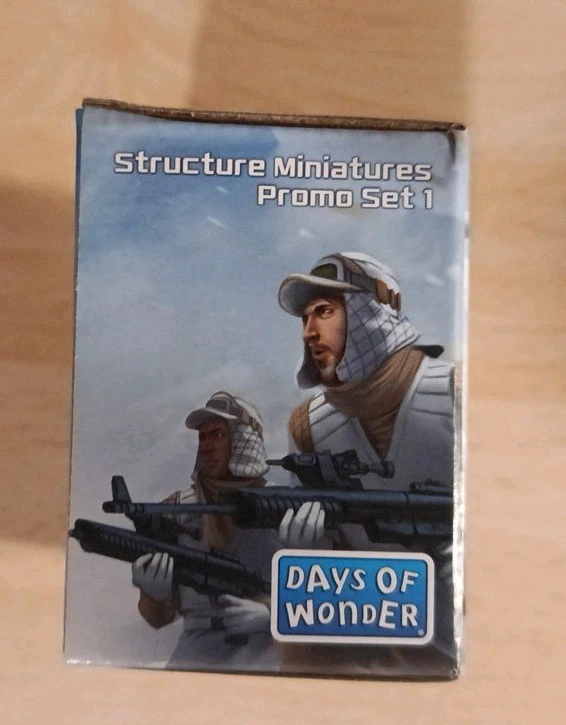 Structure Miniatures
Promo Set 1
DAYS OF
WONDER®